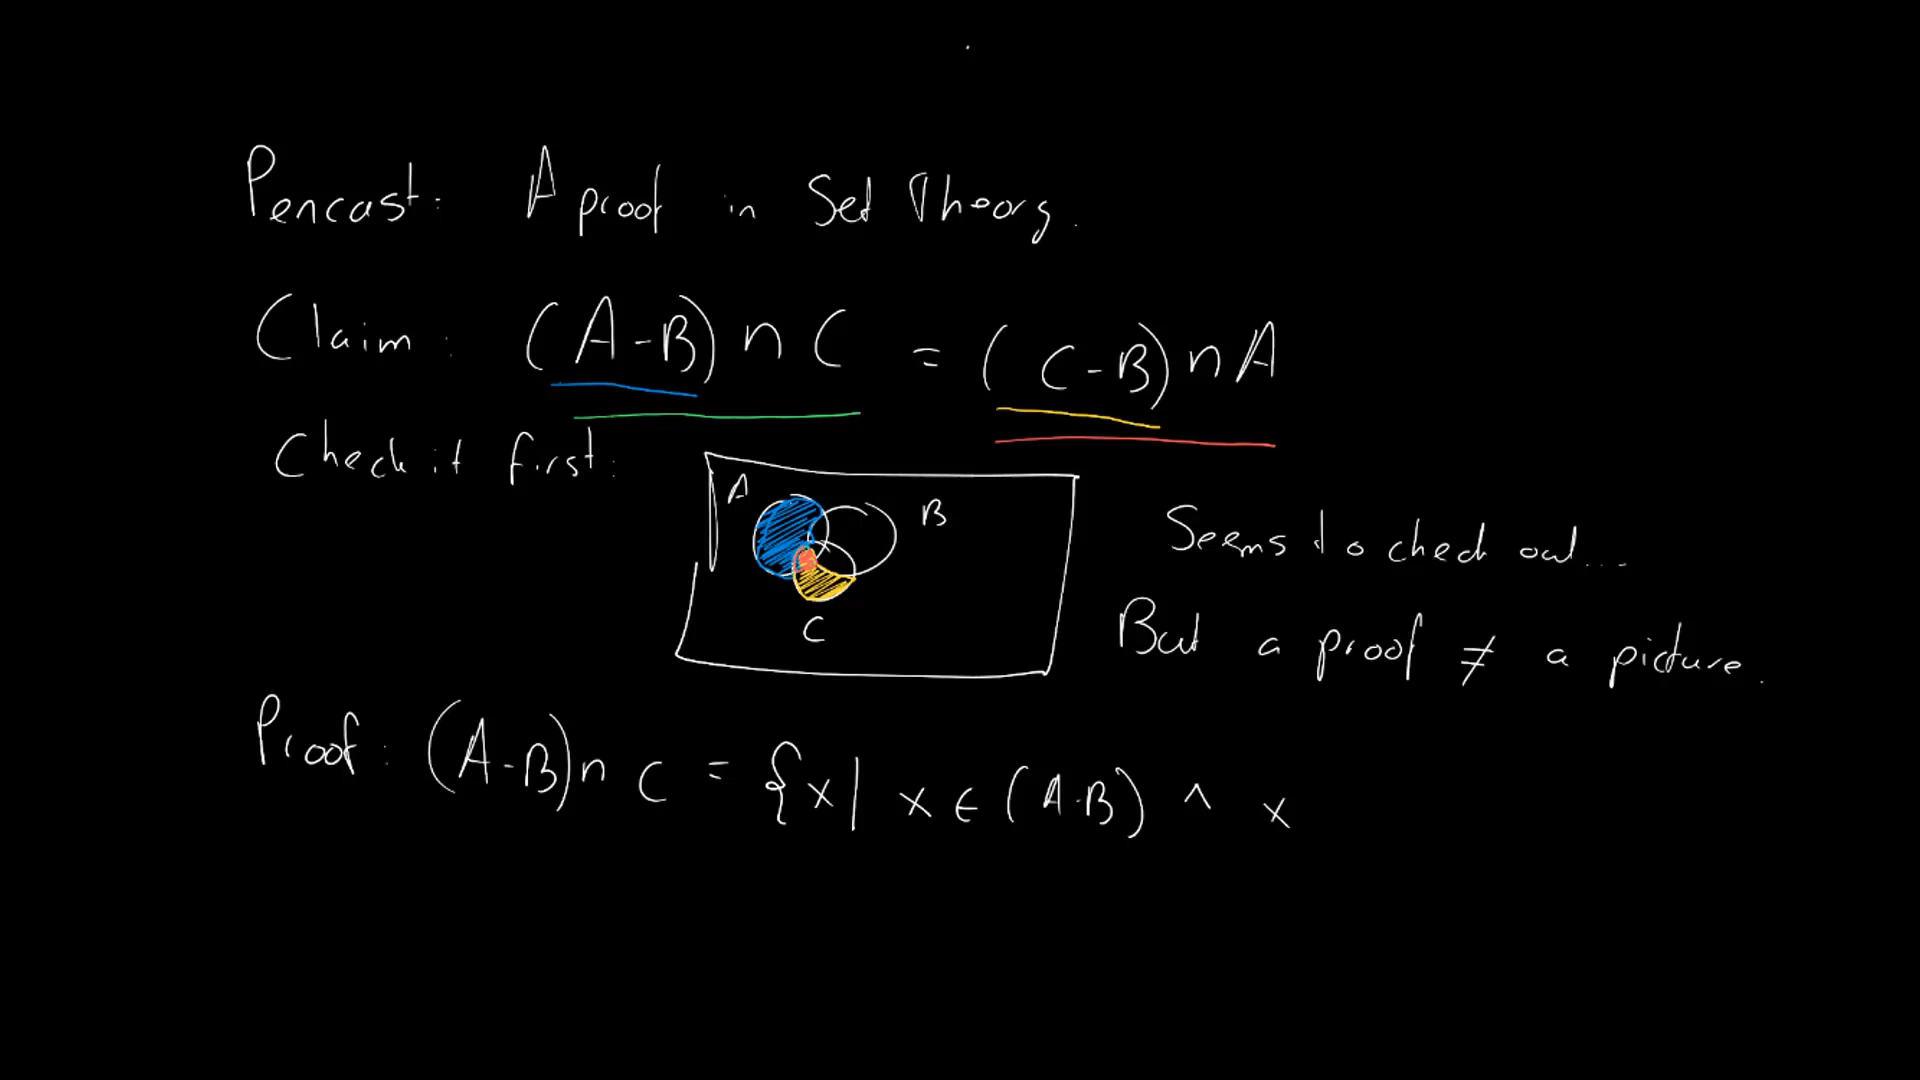 Pencast: A proof in Set Theory.
Claim: (A-B) ∩ C = (C-B) ∩ A
Check it first:
A
B
C
Seems to check out...
But a proof ≠ a picture.
Proof: (A-B) ∩ C = {x| x ∈ (A-B) ∧ x